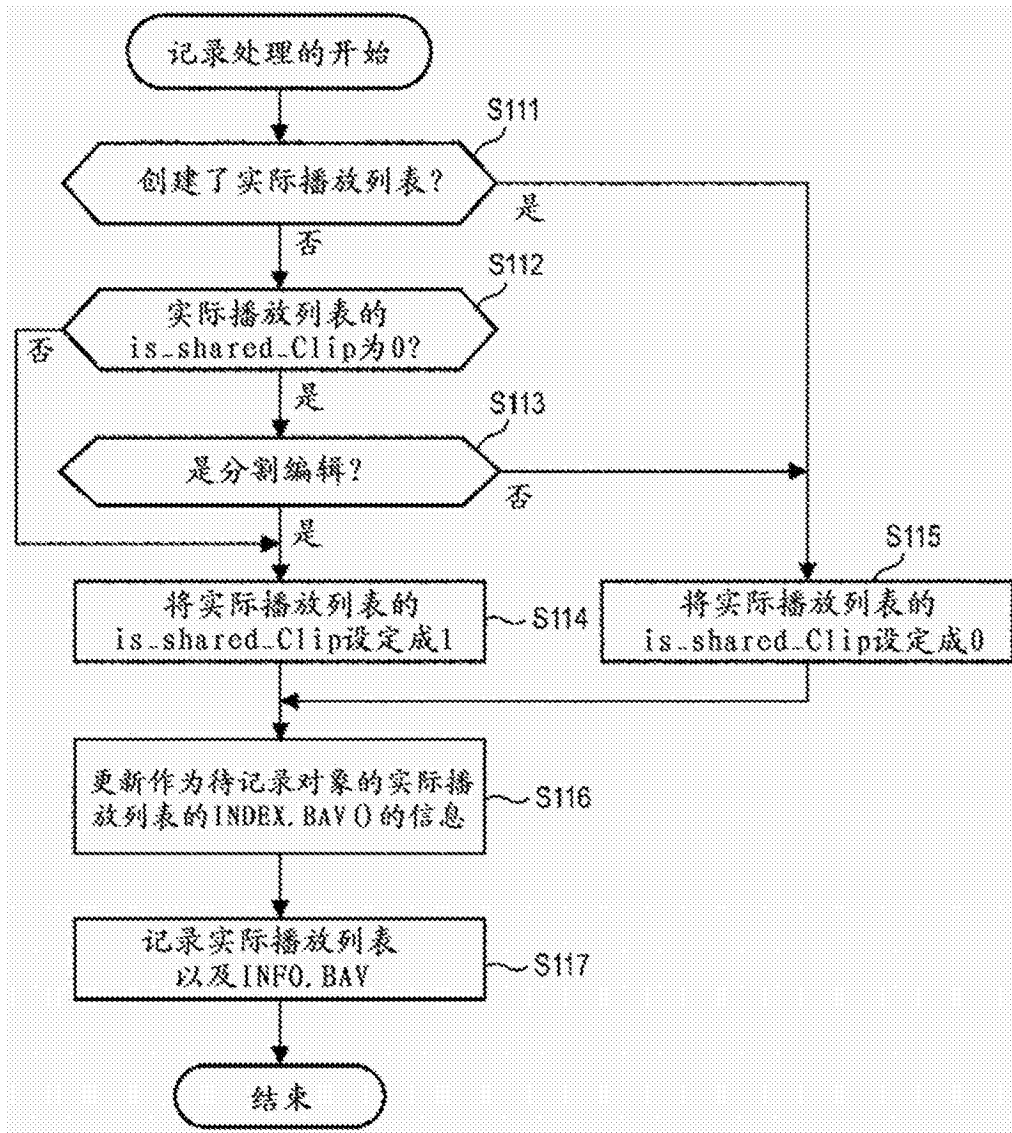 记录处理的开始
S111
创建了实际播放列表?
是
否
S112
实际播放列表的
is_shared_Clip为0?
否
是
S113
是分割编辑?
否
是
S115
将实际播放列表的
is_shared_Clip设定成1
S114
将实际播放列表的
is_shared_Clip设定成0
更新作为待记录对象的实际播
放列表的INDEX.BAV()的信息
S116
记录实际播放列表
以及INFO.BAV
S117
结束